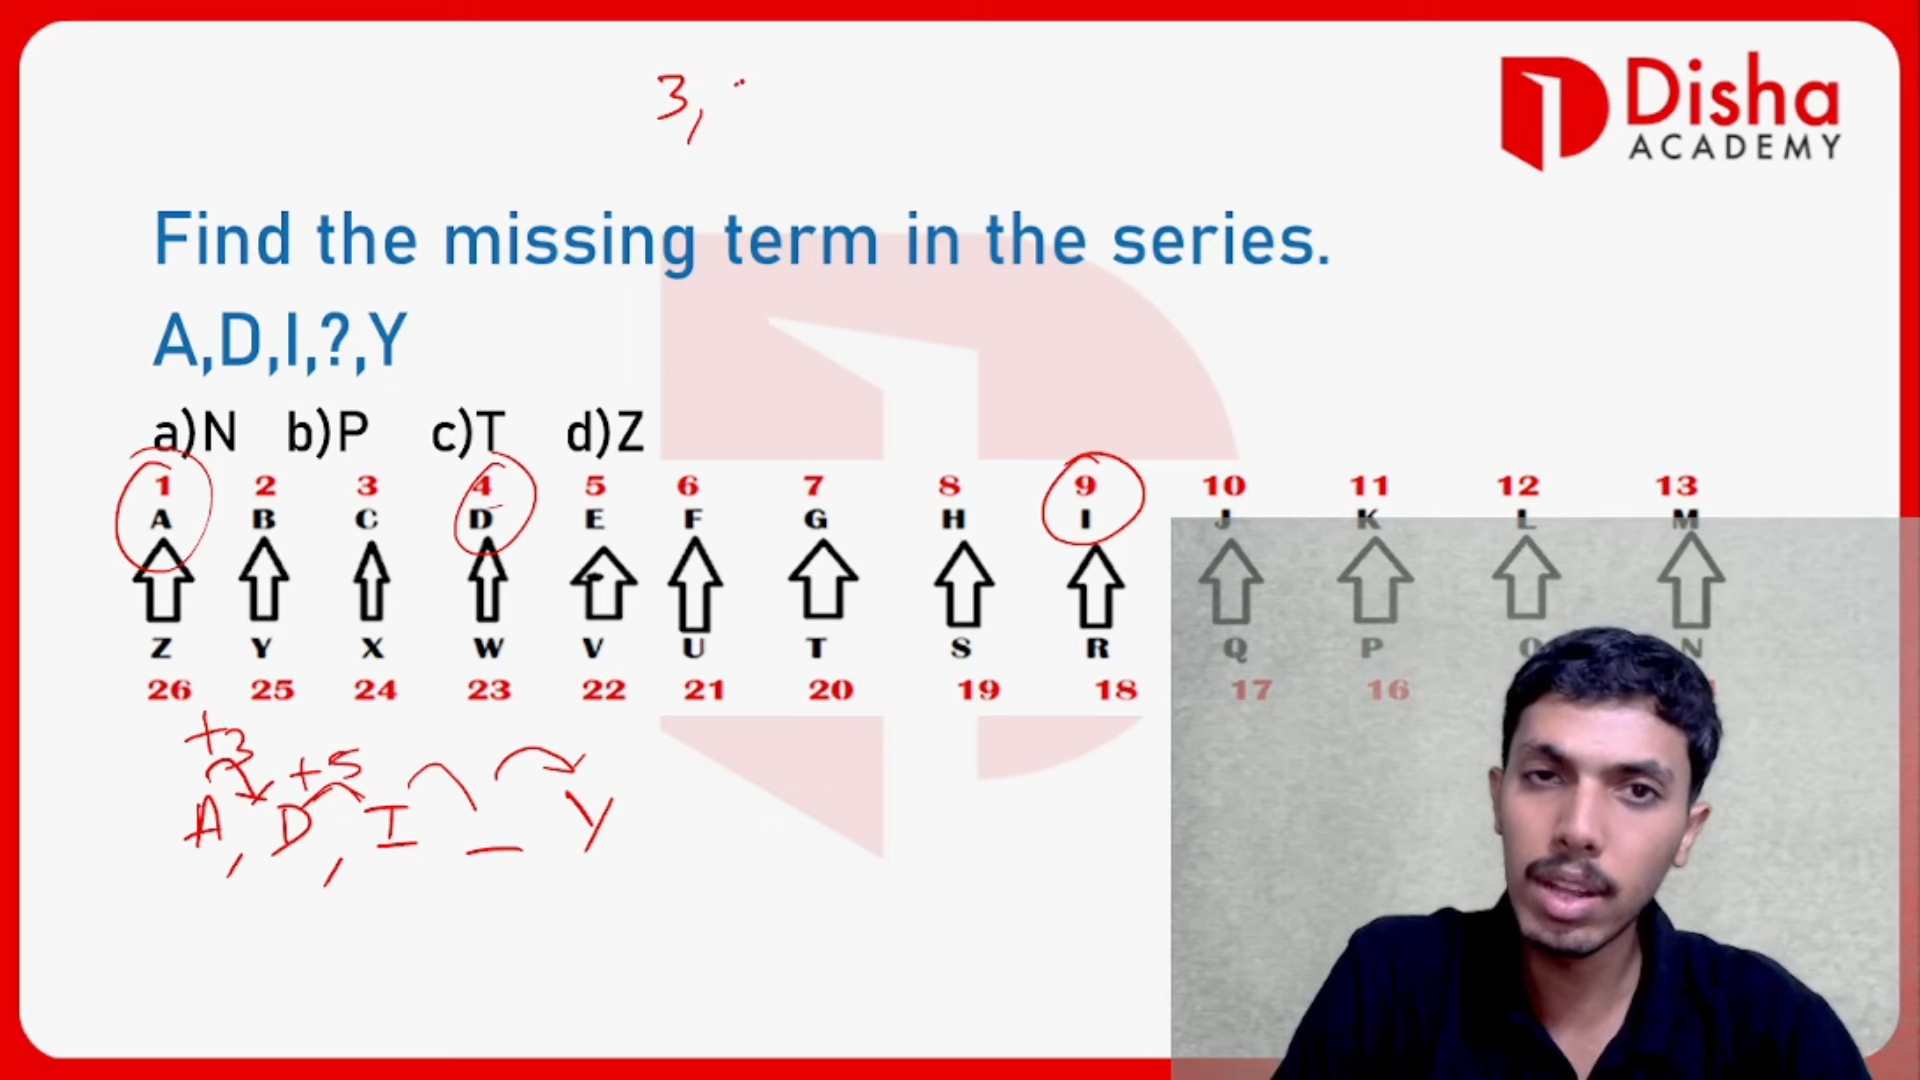 3,
Disha
ACADEMY
Find the missing term in the series.
A,D,I,?,Y
a)N b)P c)T d)Z
1 2 3 4 5 6 7 8 9 10 11 12 13
A B C D E F G H I J K L M
Z Y X W V U T S R Q P O N
26 25 24 23 22 21 20 19 18 17 16
+3 +5
A, D, I _ Y